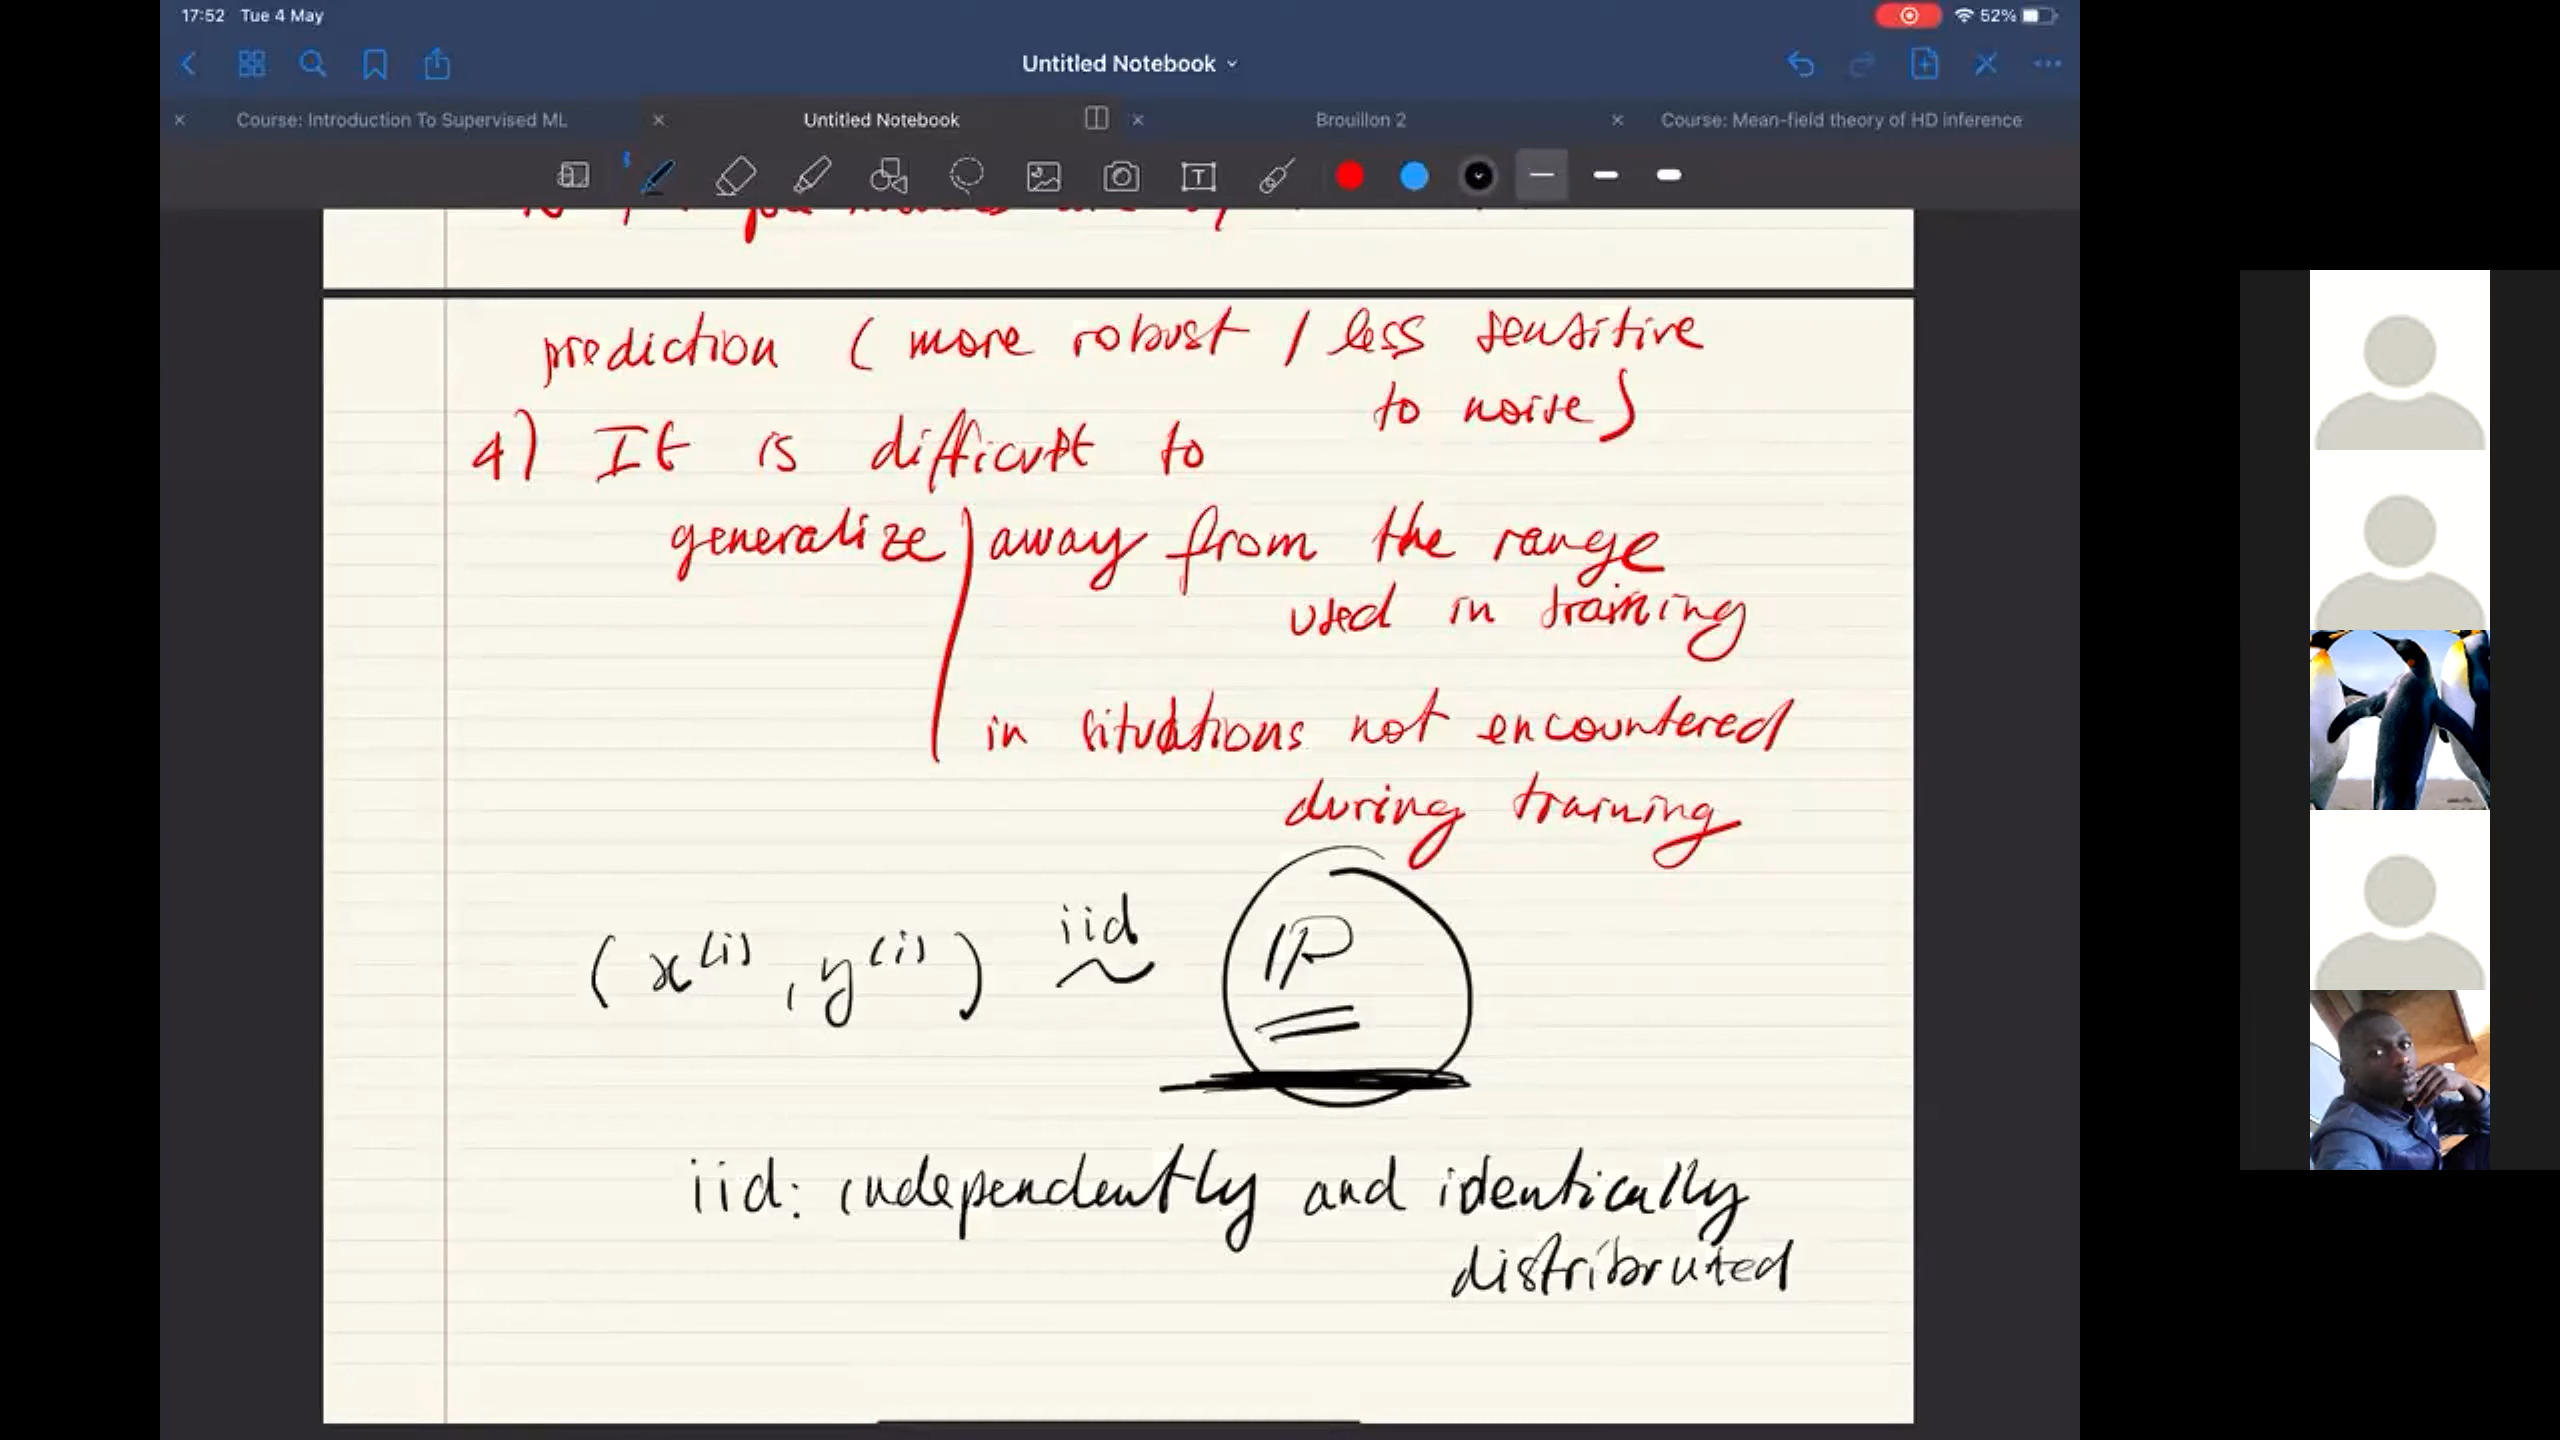 17:52 Tue 4 May
52%
Untitled Notebook
Course: Introduction To Supervised ML
Untitled Notebook
Brouillon 2
Course: Mean-field theory of HD inference
prediction ( more robust / less sensitive
to noise )
4) It is difficult to
generalize away from the range
used in training
in situations not encountered
during training
( x^(i) , y^(i) ) iid ~ ℙ
iid: independently and identically
distribruted